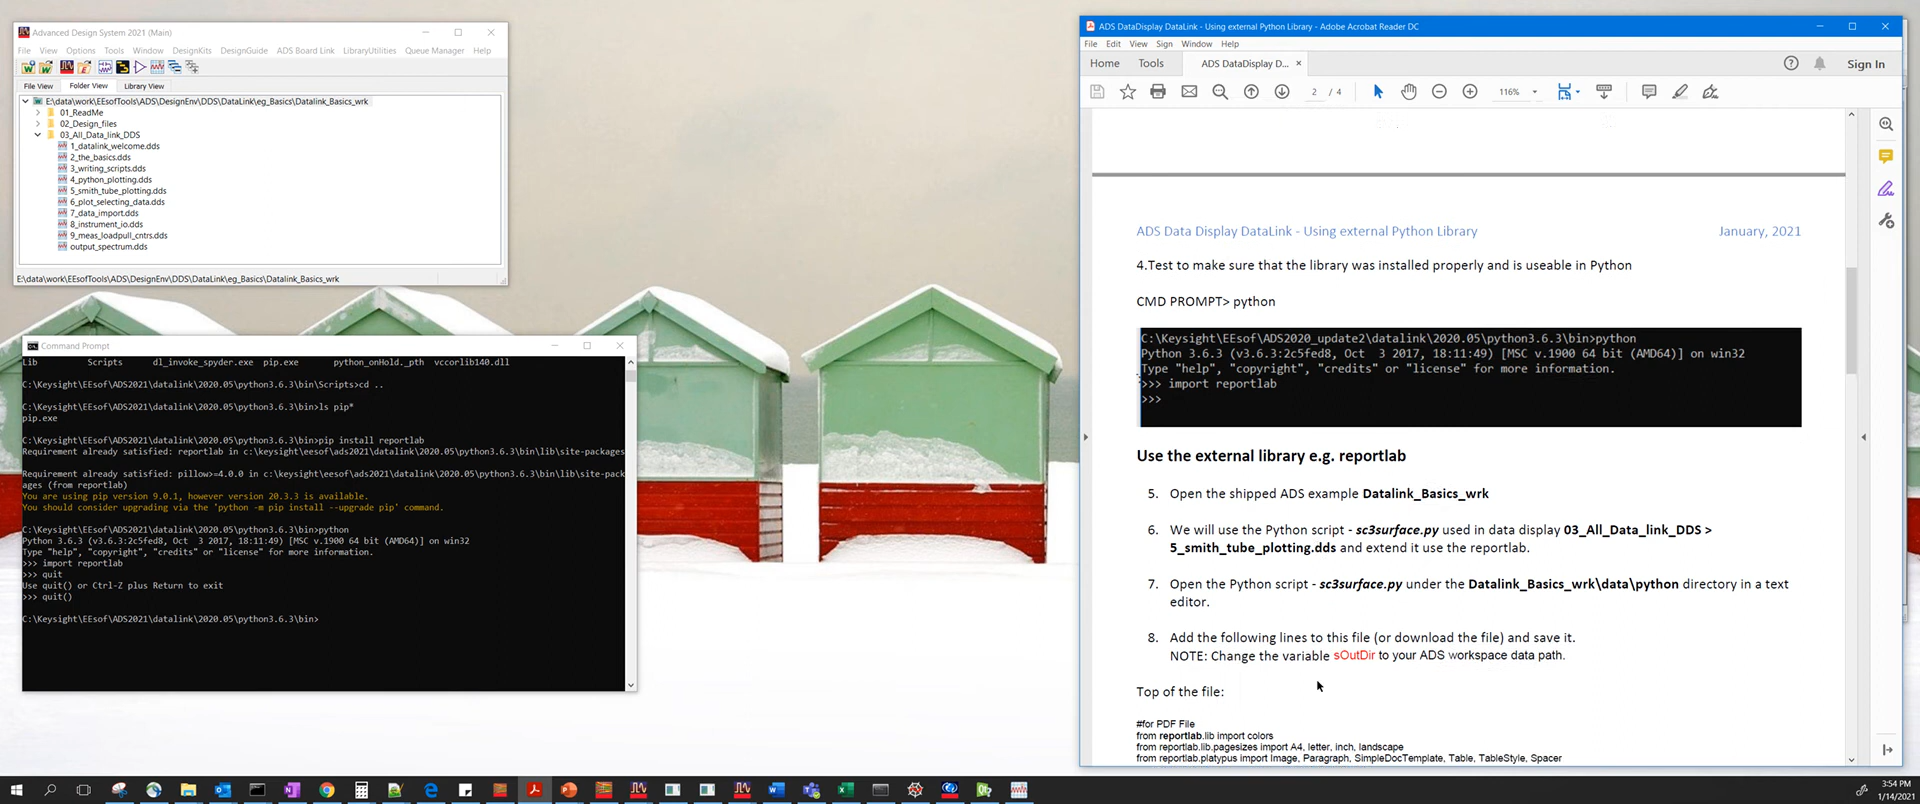 Advanced Design System 2021 (Main)
File View Options Tools Window DesignKits DesignGuide ADS Board Link LibraryUtilities Queue Manager Help
File View Folder View Library View
E:\data\work\EEsofTools\ADS\DesignEnv\DDS\DataLink\eg_Basics\Datalink_Basics_wrk
01_ReadMe
02_Design_files
03_All_Data_link_DDS
1_datalink_welcome.dds
2_the_basics.dds
3_writing_scripts.dds
4_python_plotting.dds
5_smith_tube_plotting.dds
6_plot_selecting_data.dds
7_data_import.dds
8_instrument_io.dds
9_meas_loadpull_cntrs.dds
output_spectrum.dds
E:\data\work\EEsofTools\ADS\DesignEnv\DDS\DataLink\eg_Basics\Datalink_Basics_wrk
Command Prompt
Lib Scripts dl_invoke_spyder.exe pip.exe python_onHold._pth vccorlib140.dll
C:\Keysight\EEsof\ADS2021\datalink\2020.05\python3.6.3\bin\Scripts>cd ..
C:\Keysight\EEsof\ADS2021\datalink\2020.05\python3.6.3\bin>ls pip*
pip.exe
C:\Keysight\EEsof\ADS2021\datalink\2020.05\python3.6.3\bin>pip install reportlab
Requirement already satisfied: reportlab in c:\keysight\eesof\ads2021\datalink\2020.05\python3.6.3\bin\lib\site-packages
Requirement already satisfied: pillow>=4.0.0 in c:\keysight\eesof\ads2021\datalink\2020.05\python3.6.3\bin\lib\site-pack
ages (from reportlab)
You are using pip version 9.0.1, however version 20.3.3 is available.
You should consider upgrading via the 'python -m pip install --upgrade pip' command.
C:\Keysight\EEsof\ADS2021\datalink\2020.05\python3.6.3\bin>python
Python 3.6.3 (v3.6.3:2c5fed8, Oct 3 2017, 18:11:49) [MSC v.1900 64 bit (AMD64)] on win32
Type "help", "copyright", "credits" or "license" for more information.
>>> import reportlab
>>> quit
Use quit() or Ctrl-Z plus Return to exit
>>> quit()
C:\Keysight\EEsof\ADS2021\datalink\2020.05\python3.6.3\bin>
ADS DataDisplay DataLink - Using external Python Library - Adobe Acrobat Reader DC
File Edit View Sign Window Help
Home Tools ADS DataDisplay D... × Sign In
2 / 4 116%
ADS Data Display DataLink - Using external Python Library January, 2021
4.Test to make sure that the library was installed properly and is useable in Python
CMD PROMPT> python
C:\Keysight\EEsof\ADS2020_update2\datalink\2020.05\python3.6.3\bin>python
Python 3.6.3 (v3.6.3:2c5fed8, Oct 3 2017, 18:11:49) [MSC v.1900 64 bit (AMD64)] on win32
Type "help", "copyright", "credits" or "license" for more information.
>>> import reportlab
>>>
Use the external library e.g. reportlab
5. Open the shipped ADS example Datalink_Basics_wrk
6. We will use the Python script - sc3surface.py used in data display 03_All_Data_link_DDS >
5_smith_tube_plotting.dds and extend it use the reportlab.
7. Open the Python script - sc3surface.py under the Datalink_Basics_wrk\data\python directory in a text
editor.
8. Add the following lines to this file (or download the file) and save it.
NOTE: Change the variable sOutDir to your ADS workspace data path.
Top of the file:
#for PDF File
from reportlab.lib import colors
from reportlab.lib.pagesizes import A4, letter, inch, landscape
from reportlab.platypus import Image, Paragraph, SimpleDocTemplate, Table, TableStyle, Spacer
3:54 PM
1/14/2021